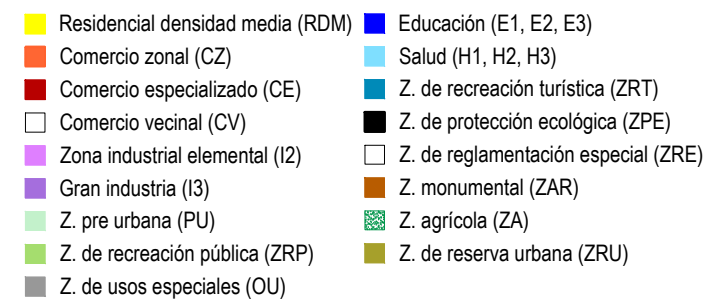 Residencial densidad media (RDM)
Comercio zonal (CZ)
Comercio especializado (CE)
Comercio vecinal (CV)
Zona industrial elemental (I2)
Gran industria (I3)
Z. pre urbana (PU)
Z. de recreación pública (ZRP)
Z. de usos especiales (OU)
Educación (E1, E2, E3)
Salud (H1, H2, H3)
Z. de recreación turística (ZRT)
Z. de protección ecológica (ZPE)
Z. de reglamentación especial (ZRE)
Z. monumental (ZAR)
Z. agrícola (ZA)
Z. de reserva urbana (ZRU)